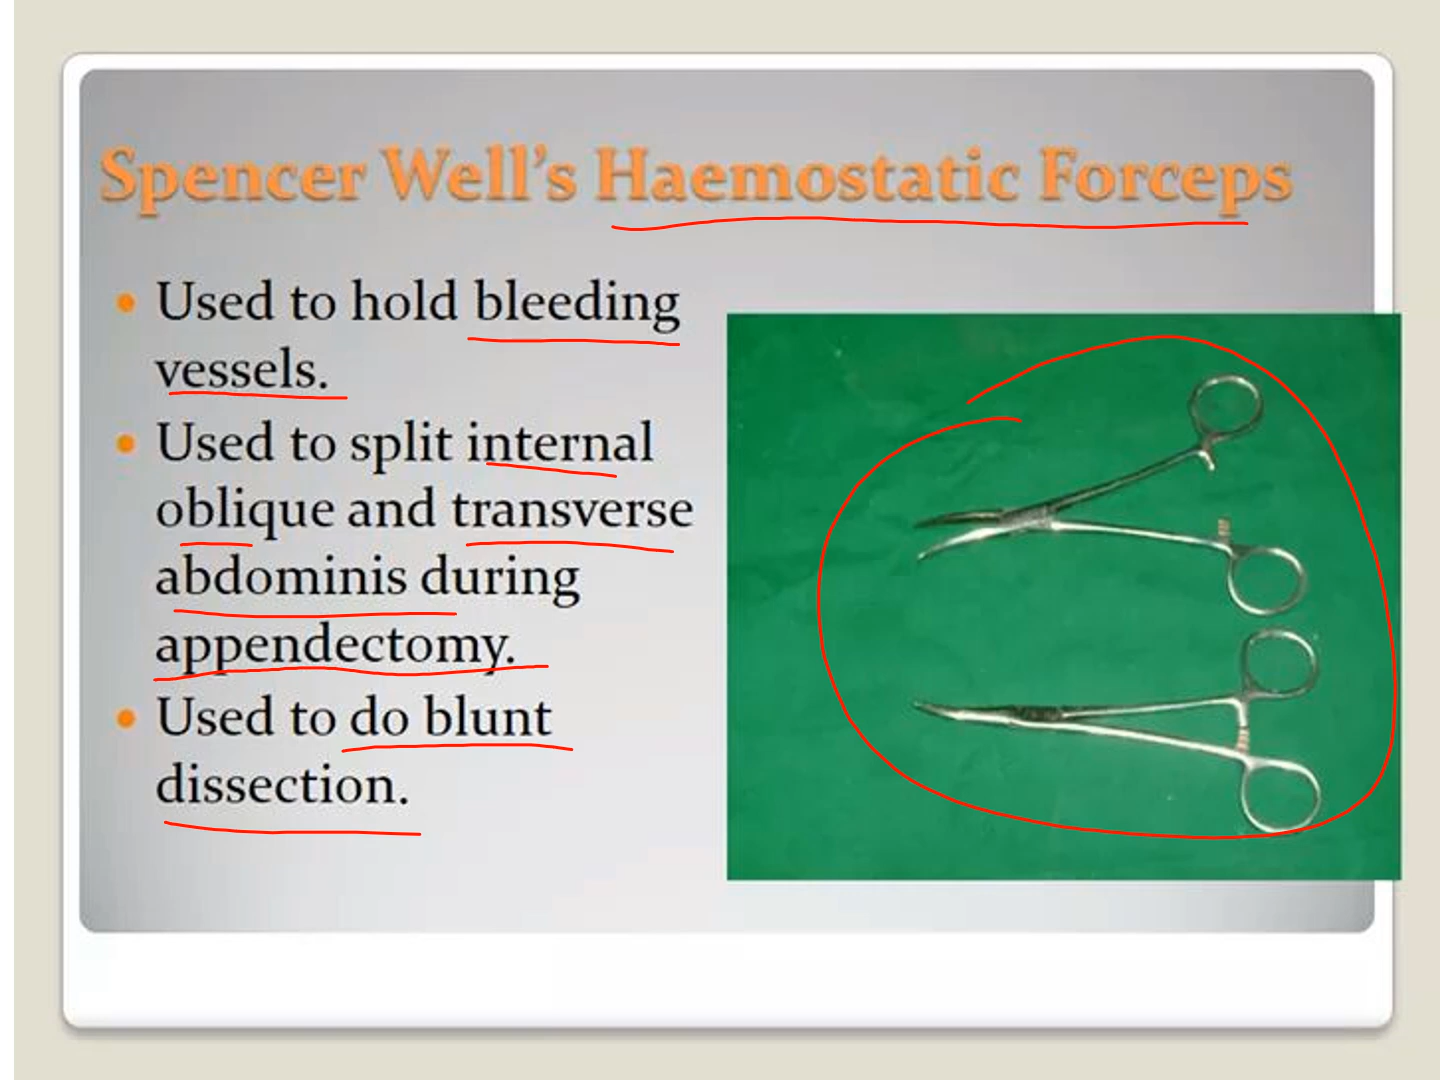 Spencer Well’s Haemostatic Forceps
• Used to hold bleeding
vessels.
• Used to split internal
oblique and transverse
abdominis during
appendectomy.
• Used to do blunt
dissection.